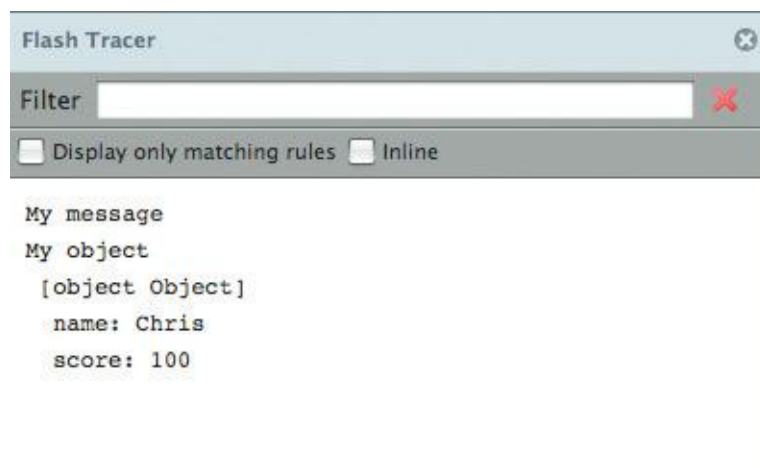 Flash Tracer
Filter
Display only matching rules Inline
My message
My object
[object Object]
name: Chris
score: 100